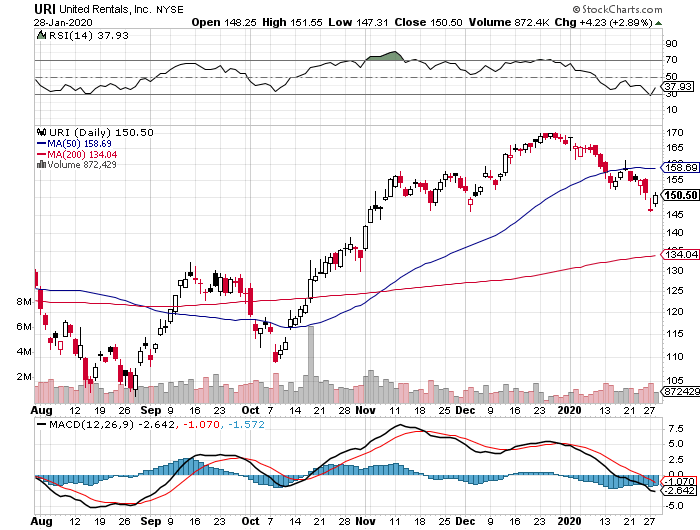 URI United Rentals, Inc. NYSE
© StockCharts.com
28-Jan-2020
Open 148.25 High 151.55 Low 147.31 Close 150.50 Volume 872.4K Chg +4.23 (+2.89%)
RSI(14) 37.93
90
70
50
37.93
30
10
URI (Daily) 150.50
MA(50) 158.69
MA(200) 134.04
Volume 872,429
170
165
160
158.69
155
150.50
145
140
135
134.04
130
125
120
115
110
105
872429
8M
6M
4M
2M
Aug 12 19 26 Sep 9 16 23 Oct 7 14 21 28 Nov 11 18 25 Dec 9 16 23 2020 13 21 27
MACD(12,26,9) -2.642, -1.070, -1.572
7.5
5.0
2.5
0.0
-1.070
-2.642
-5.0
Aug 12 19 26 Sep 9 16 23 Oct 7 14 21 28 Nov 11 18 25 Dec 9 16 23 2020 13 21 27